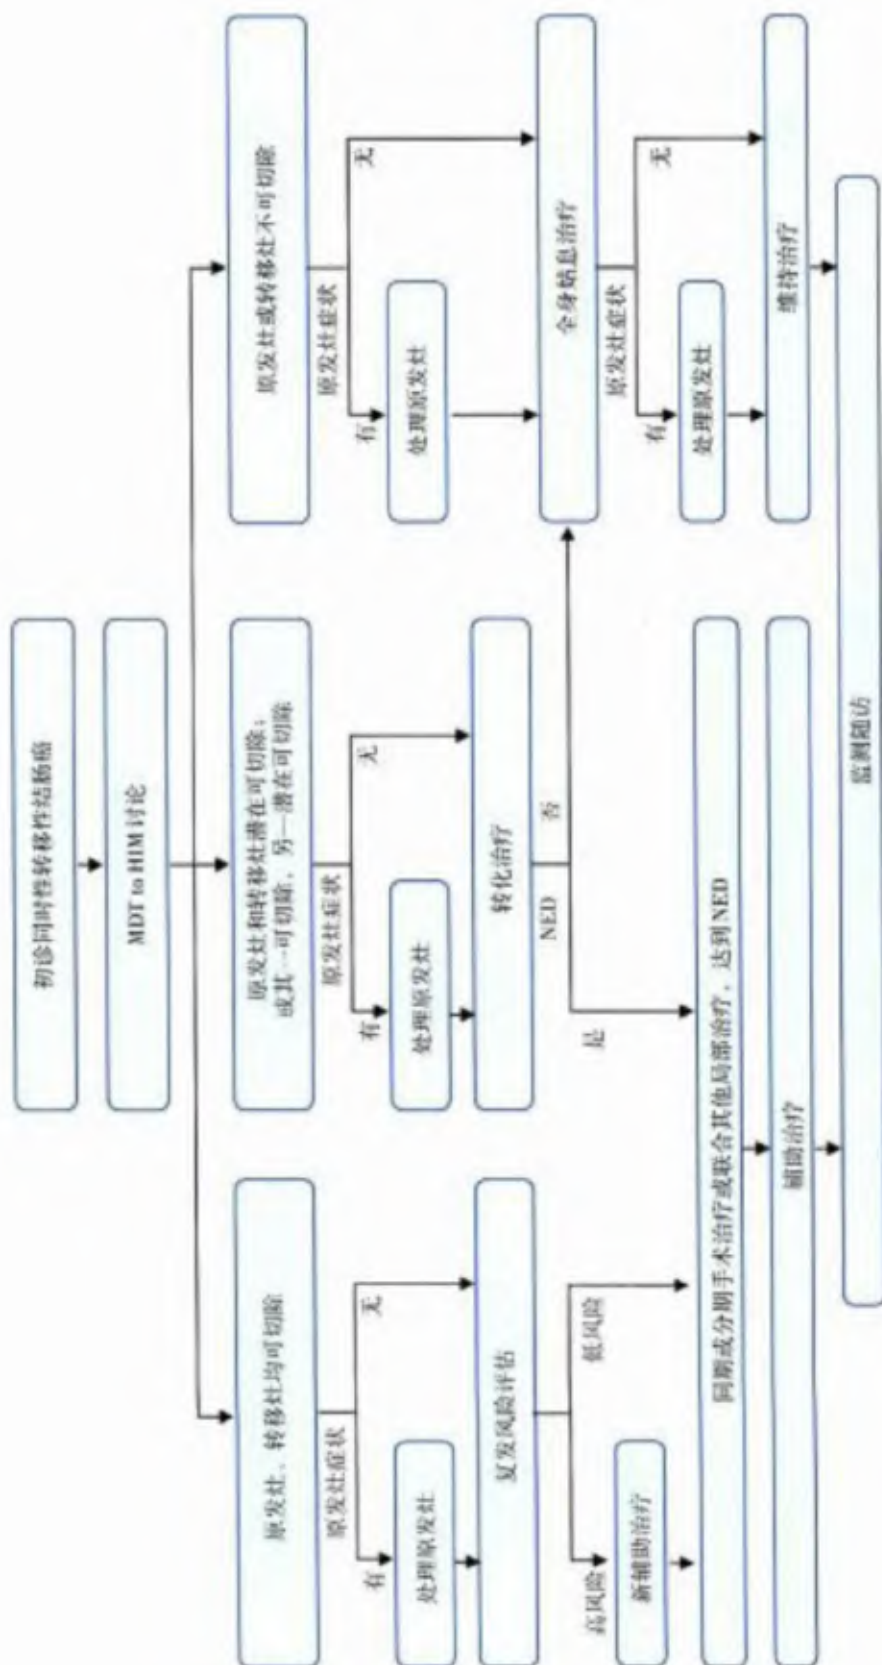 初诊同时性转移性结肠癌
MDT to HIM 讨论
原发灶、转移灶均可切除
原发灶症状
有
无
处理原发灶
复发风险评估
高风险
低风险
新辅助治疗
原发灶和转移灶潜在可切除；
或其一可切除，另一潜在可切除
原发灶症状
有
无
处理原发灶
转化治疗
NED
是
否
原发灶或转移灶不可切除
原发灶症状
有
无
处理原发灶
全身姑息治疗
原发灶症状
有
无
处理原发灶
维持治疗
同期或分期手术治疗或联合其他局部治疗，达到NED
辅助治疗
监测随访